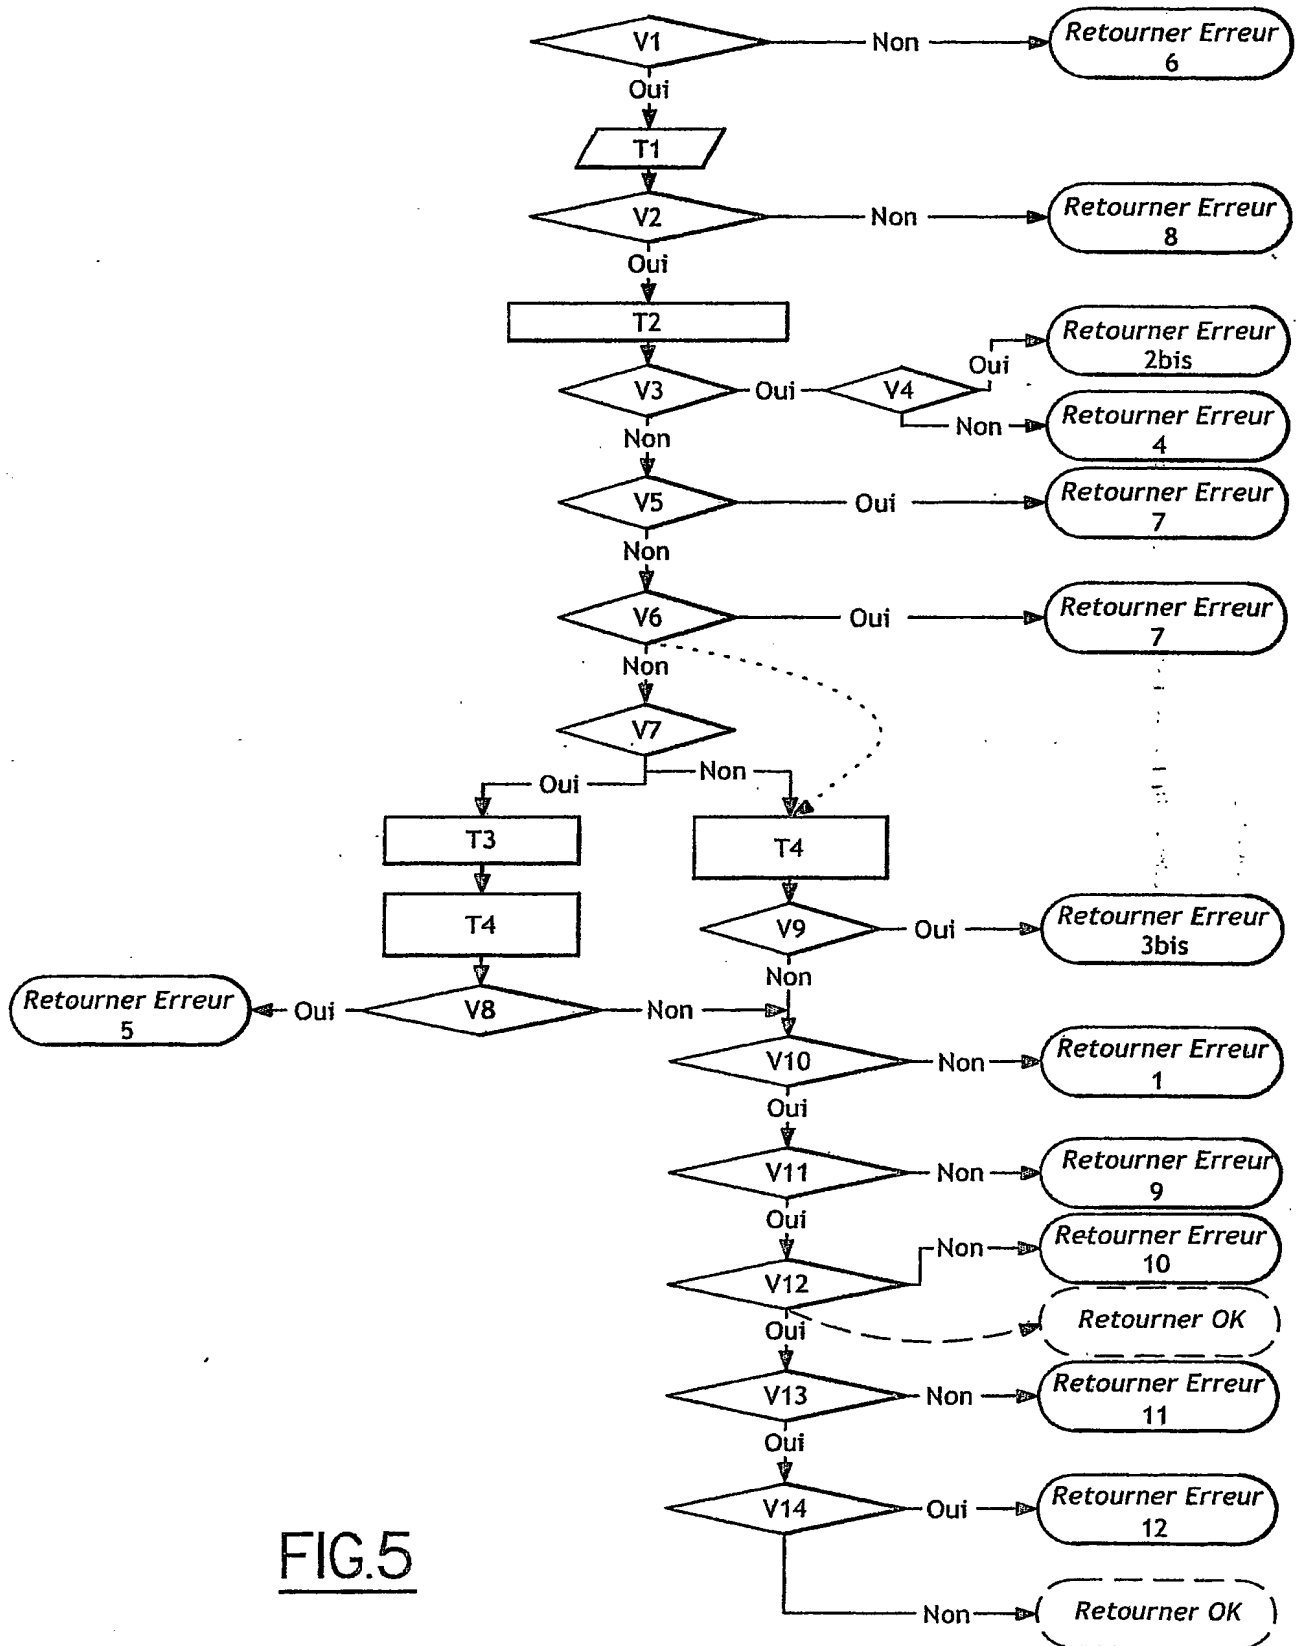 V1
Non
Retourner Erreur
6
Oui
T1
V2
Non
Retourner Erreur
8
Oui
T2
V3
Oui
V4
Oui
Retourner Erreur
2bis
Non
Retourner Erreur
4
Non
V5
Oui
Retourner Erreur
7
Non
V6
Oui
Retourner Erreur
7
Non
V7
Oui
Non
T3
T4
T4
V9
Oui
Retourner Erreur
3bis
Non
Retourner Erreur
5
Oui
V8
Non
V10
Non
Retourner Erreur
1
Oui
V11
Non
Retourner Erreur
9
Oui
V12
Non
Retourner Erreur
10
Retourner OK
Oui
V13
Non
Retourner Erreur
11
Oui
V14
Oui
Retourner Erreur
12
Non
Retourner OK
FIG.5